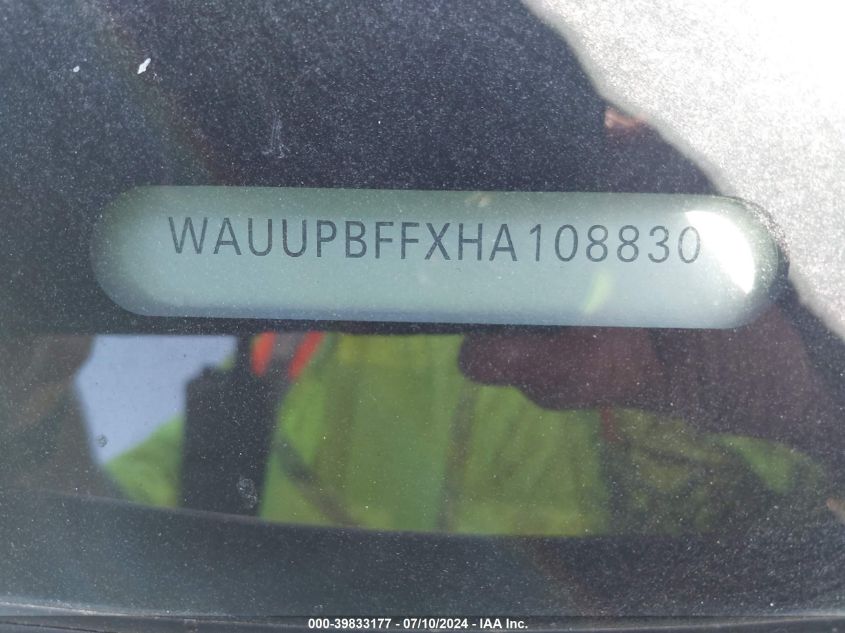 WAUUPBFFXHA108830
000-39833177 - 07/10/2024 - IAA Inc.